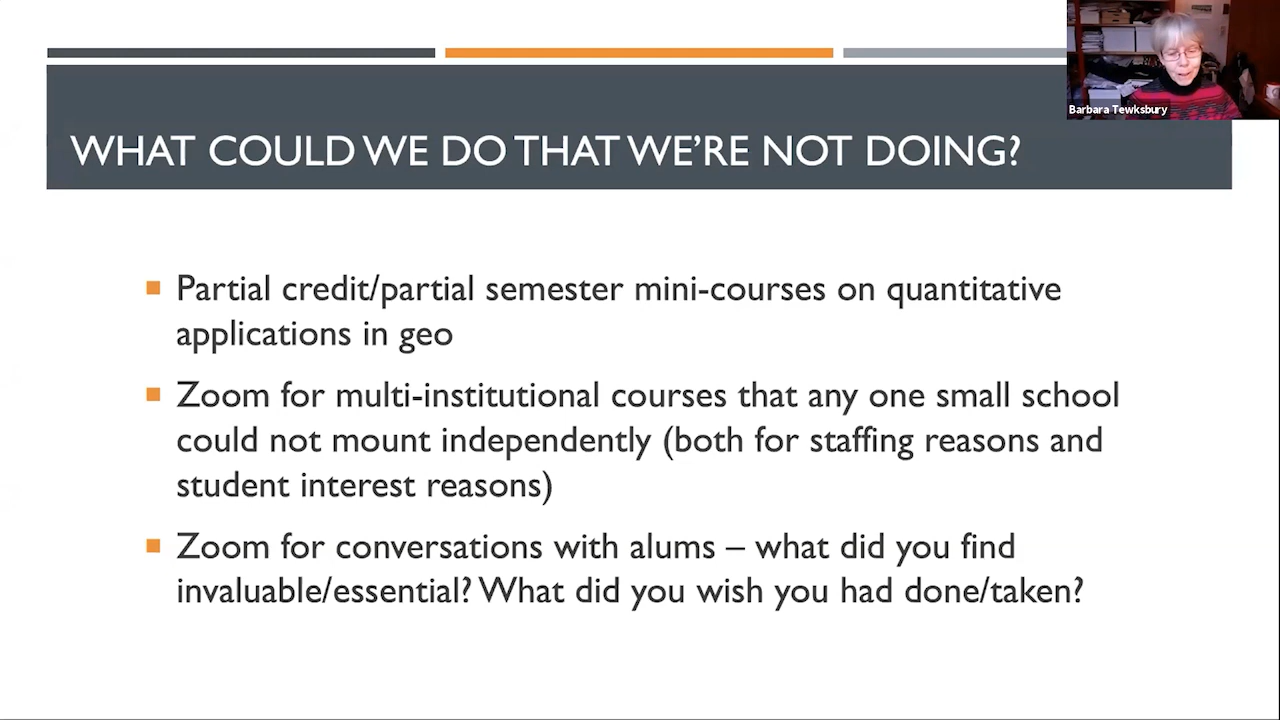 Barbara Tewksbury
WHAT COULD WE DO THAT WE'RE NOT DOING?
Partial credit/partial semester mini-courses on quantitative
applications in geo
Zoom for multi-institutional courses that any one small school
could not mount independently (both for staffing reasons and
student interest reasons)
Zoom for conversations with alums – what did you find
invaluable/essential? What did you wish you had done/taken?